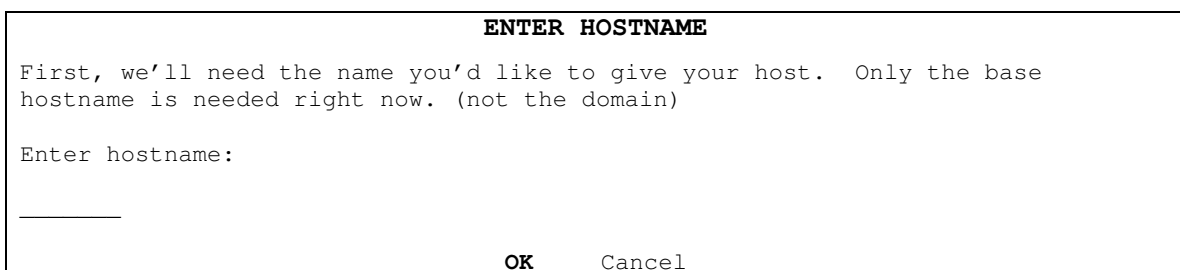 ENTER HOSTNAME
First, we’ll need the name you’d like to give your host.  Only the base
hostname is needed right now. (not the domain)
Enter hostname:
_______
OK     Cancel